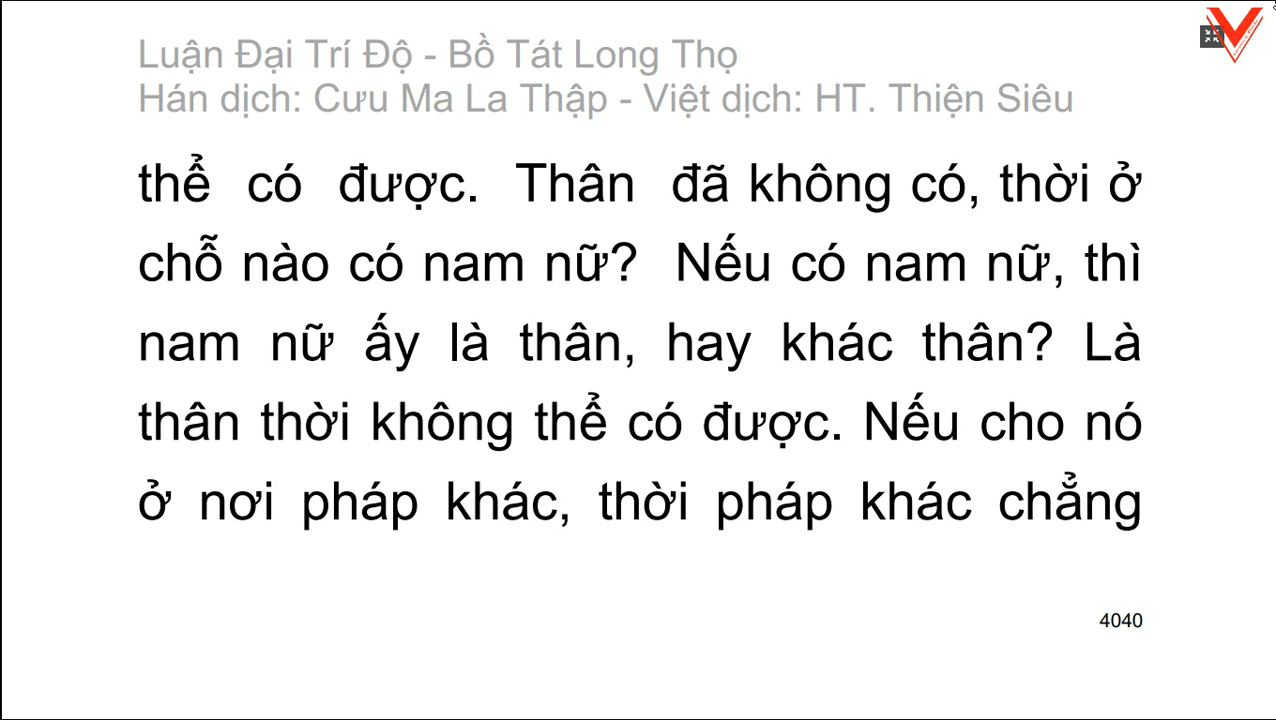 Luận Đại Trí Độ - Bồ Tát Long Thọ
Hán dịch: Cưu Ma La Thập - Việt dịch: HT. Thiện Siêu
thể có được. Thân đã không có, thời ở
chỗ nào có nam nữ? Nếu có nam nữ, thì
nam nữ ấy là thân, hay khác thân? Là
thân thời không thể có được. Nếu cho nó
ở nơi pháp khác, thời pháp khác chẳng
4040